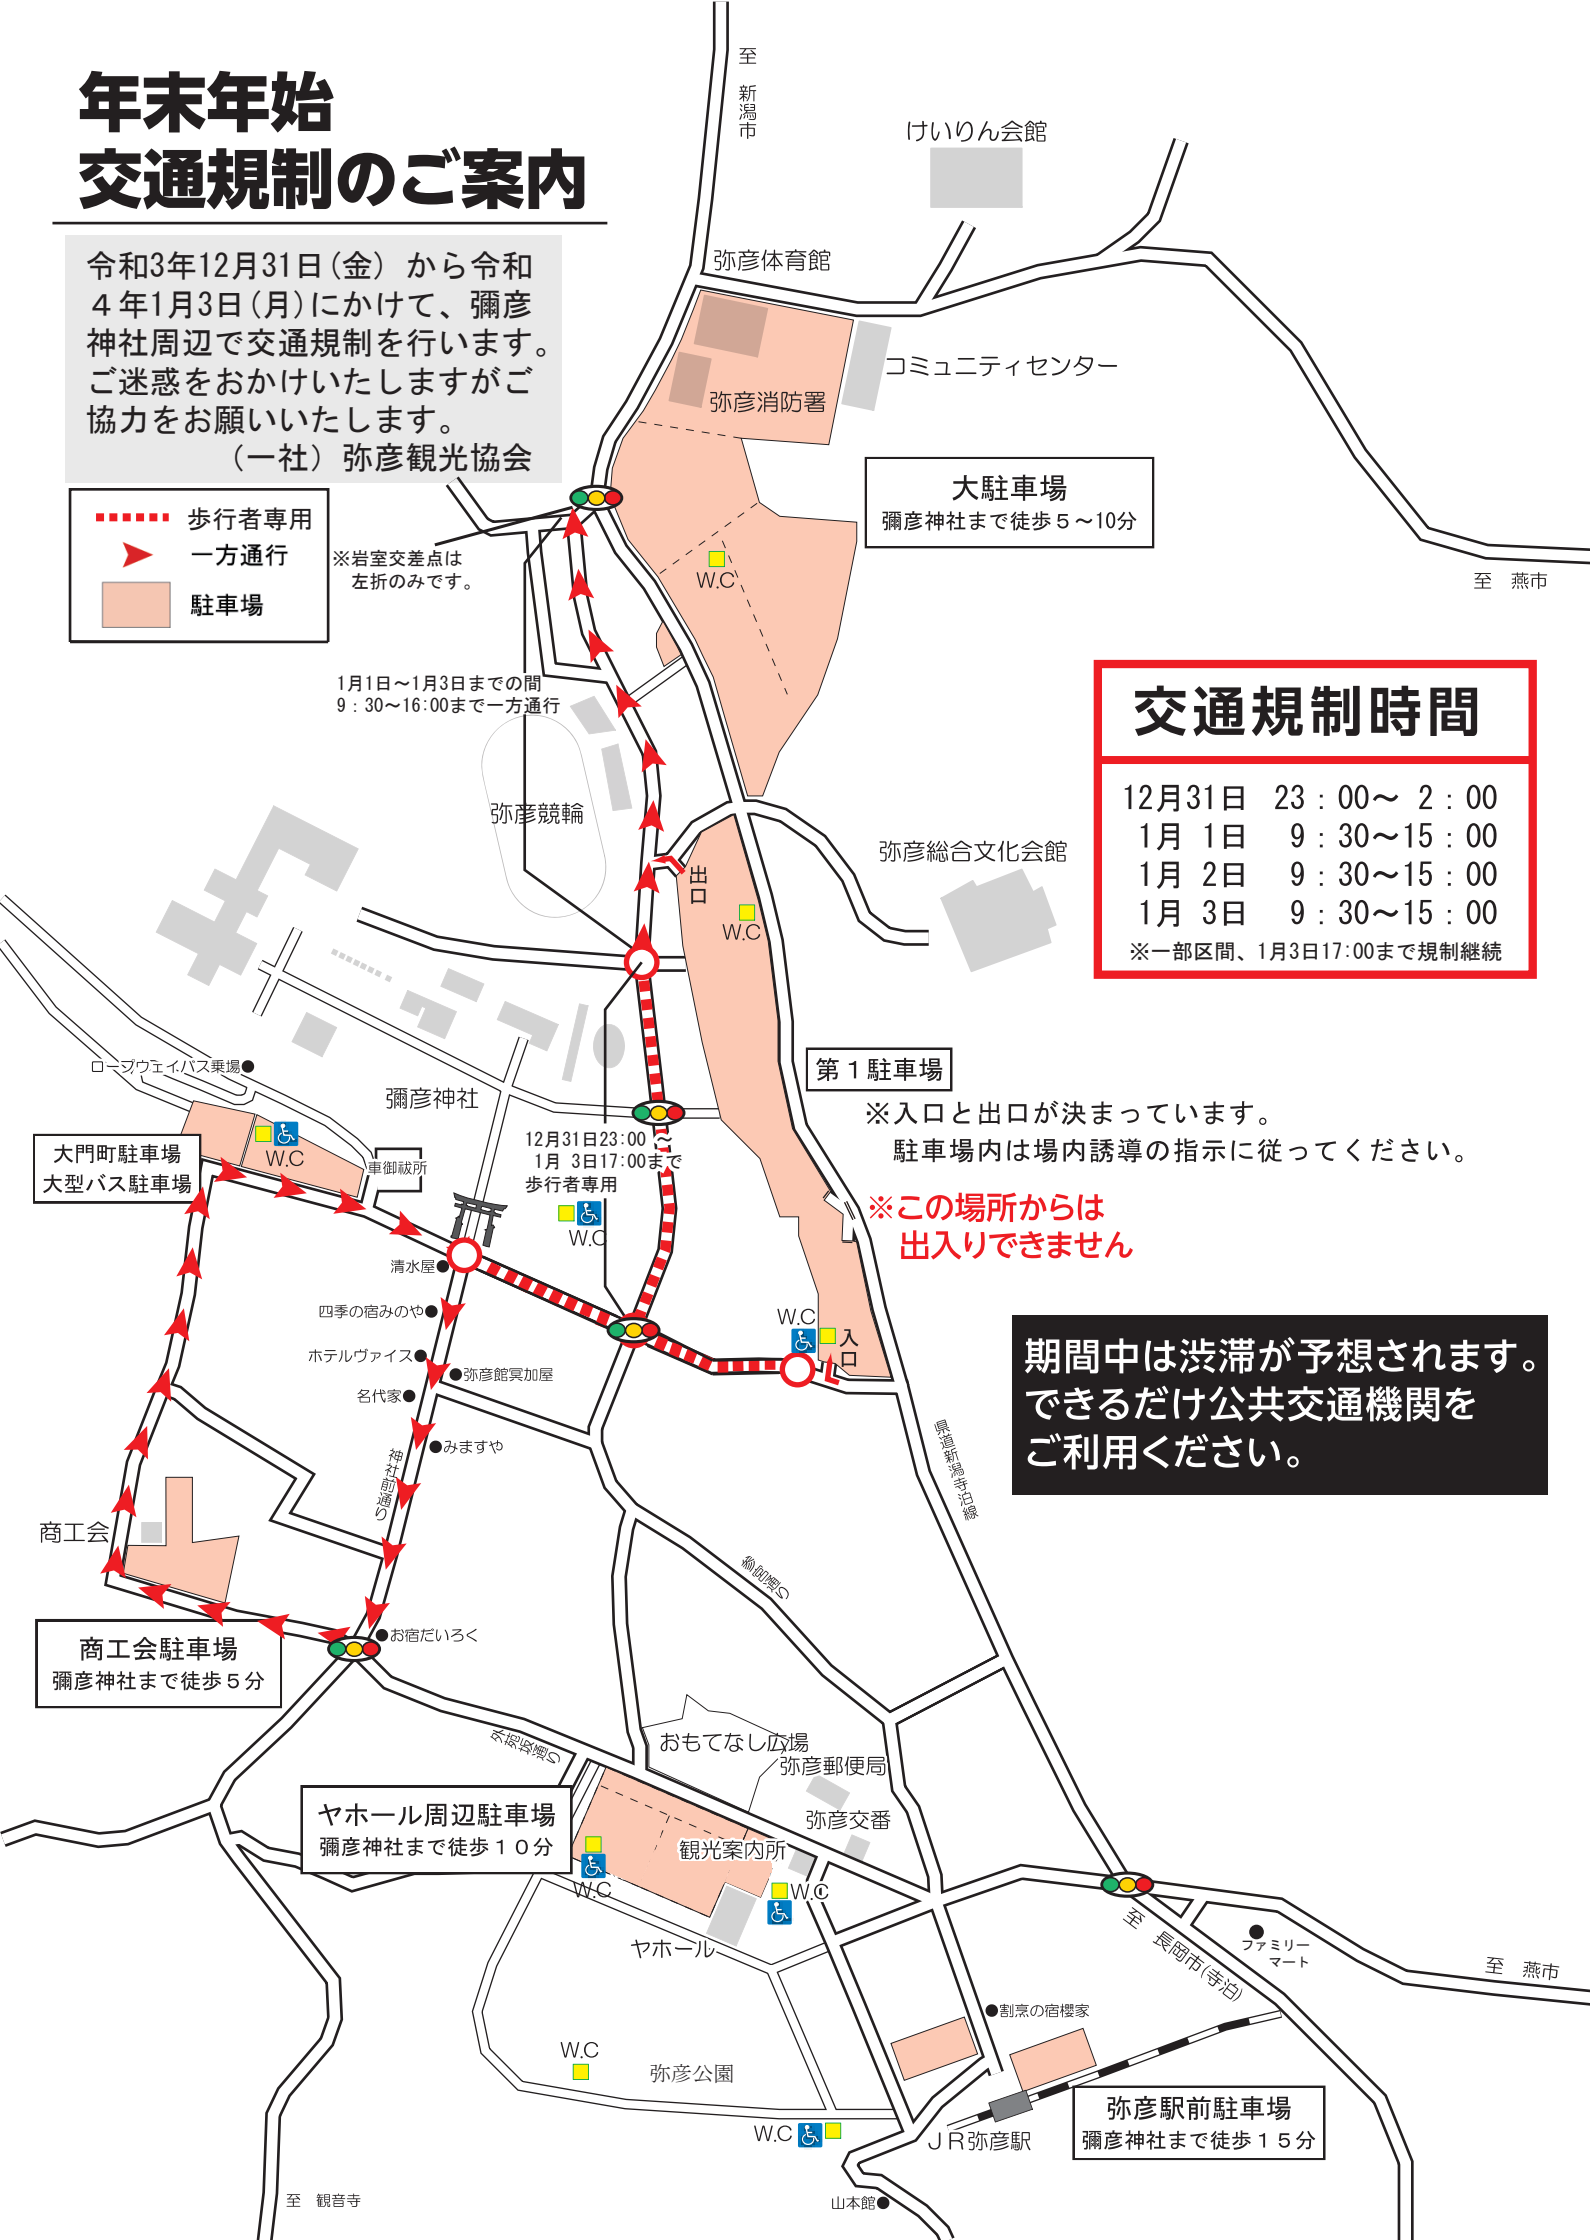 年末年始
交通規制のご案内
令和3年12月31日(金) から令和
４年1月3日(月)にかけて、彌彦
神社周辺で交通規制を行います。
ご迷惑をおかけいたしますがご
協力をお願いいたします。
（一社）弥彦観光協会
歩行者専用
一方通行
駐車場
※岩室交差点は
左折のみです。
至　新潟市
けいりん会館
弥彦体育館
コミュニティセンター
弥彦消防署
大駐車場
彌彦神社まで徒歩５～10分
W.C
至　燕市
1月1日～1月3日までの間
9：30～16:00まで一方通行
弥彦競輪
交通規制時間
12月31日　23：00～ 2：00
1月 1日　9：30～15：00
1月 2日　9：30～15：00
1月 3日　9：30～15：00
※一部区間、1月3日17:00まで規制継続
弥彦総合文化会館
出口
W.C
ロープウェイバス乗場
彌彦神社
第１駐車場
※入口と出口が決まっています。
駐車場内は場内誘導の指示に従ってください。
※この場所からは
出入りできません
大門町駐車場
大型バス駐車場
W.C
車御祓所
12月31日23:00 ～
1月 3日17:00まで
歩行者専用
W.C
清水屋
四季の宿みのや
ホテルヴァイス
弥彦館冥加屋
名代家
みますや
神社前通り
W.C
入口
期間中は渋滞が予想されます。
できるだけ公共交通機関を
ご利用ください。
県道新潟寺泊線
商工会
参宮通り
お宿だいろく
商工会駐車場
彌彦神社まで徒歩５分
外苑坂通り
おもてなし広場
弥彦郵便局
弥彦交番
ヤホール周辺駐車場
彌彦神社まで徒歩１０分
観光案内所
W.C
W.C
ヤホール
至　長岡市(寺泊)
ファミリー
マート
至　燕市
割烹の宿櫻家
W.C
弥彦公園
W.C
ＪＲ弥彦駅
弥彦駅前駐車場
彌彦神社まで徒歩１５分
山本館
至　観音寺